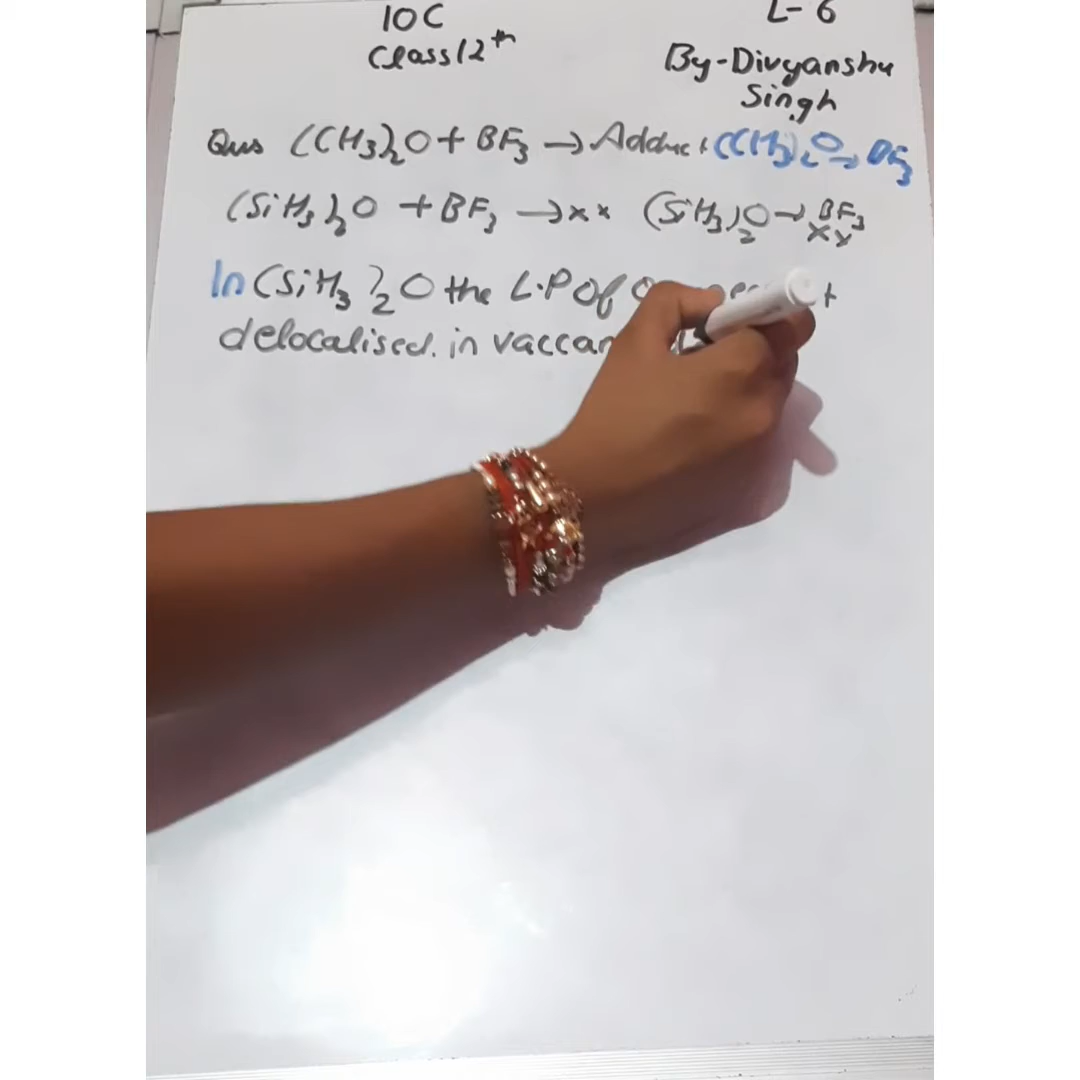 IOC
L-6
Class 12th
By-Divyanshu
Singh
Qus (CH3)2O + BF3 → Adduct (CH3)2O→BF3
(SiH3)2O + BF3 → x x (SiH3)2O→BF3
x x
In (SiH3)2O the L.P Of
delocalised. in